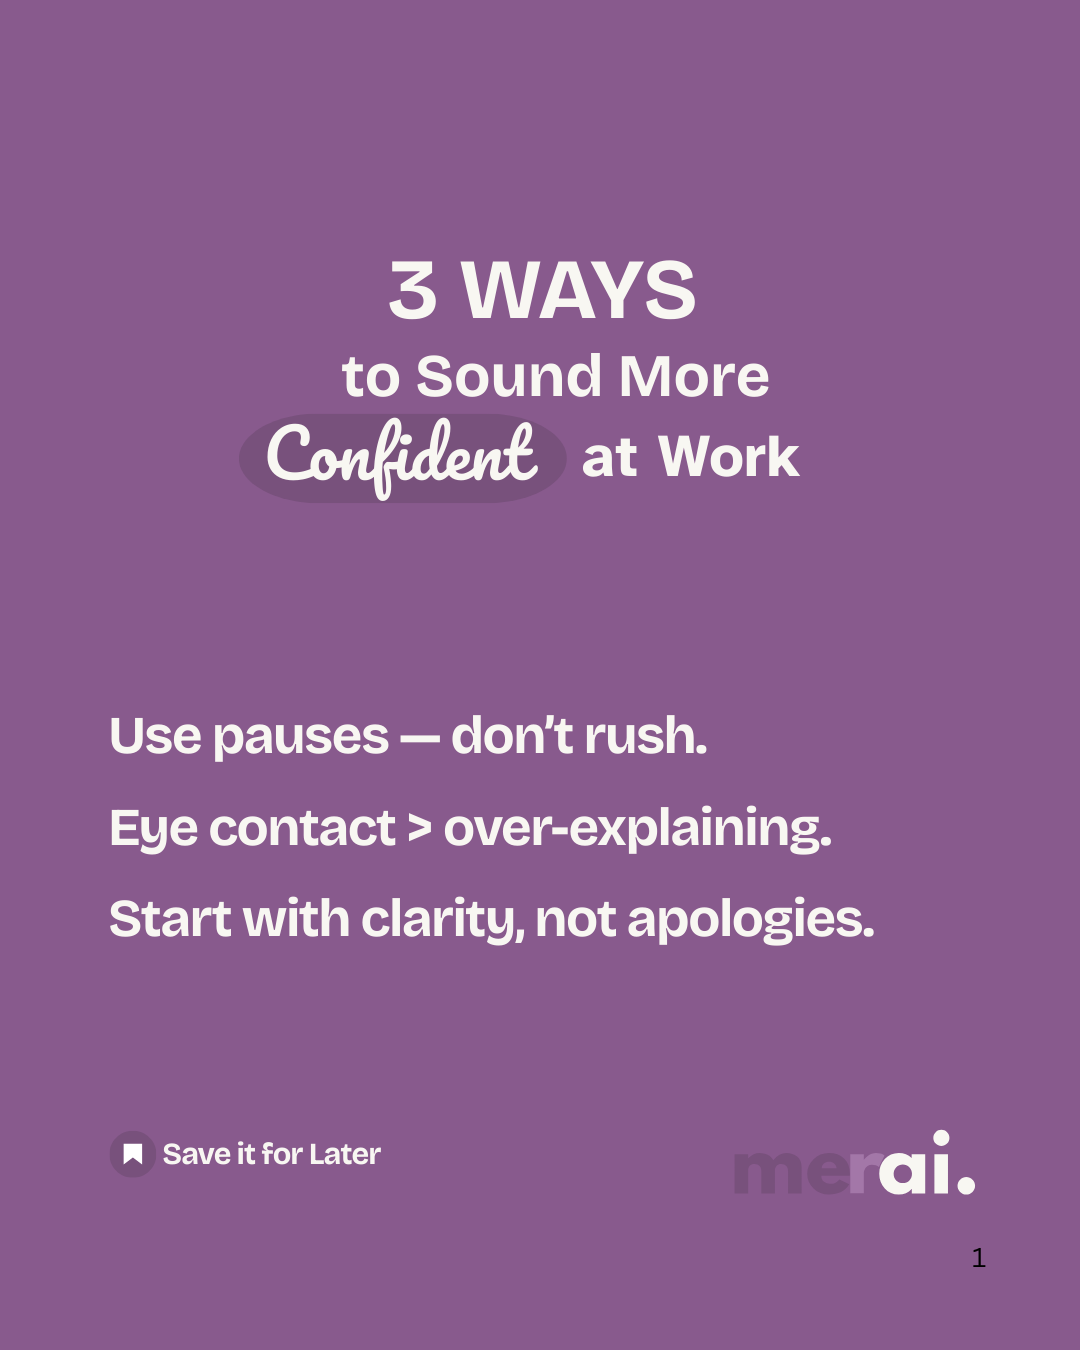 3 WAYS
to Sound More
Confident at Work
Use pauses — don’t rush.
Eye contact > over-explaining.
Start with clarity, not apologies.
Save it for Later
merai.
1